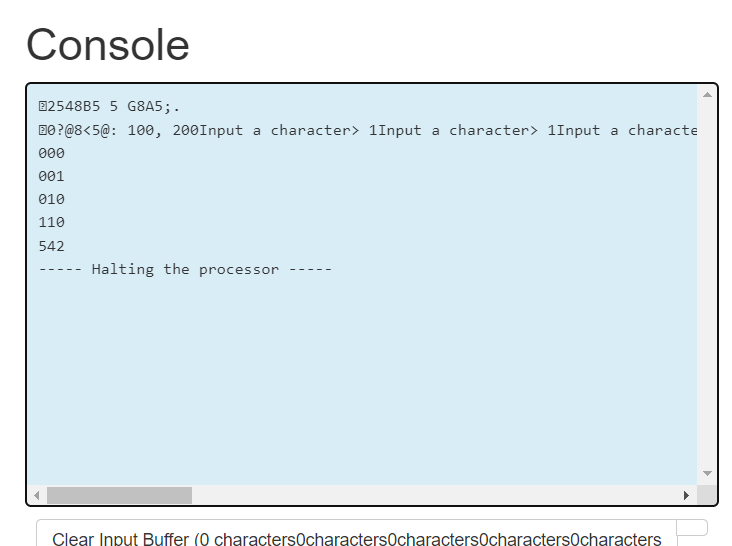 Console
2548B5 5 G8A5;.
0?@8<5@: 100, 200Input a character> 1Input a character> 1Input a characte
000
001
010
110
542
----- Halting the processor -----
Clear Input Buffer (0 characters0characters0characters0characters0characters